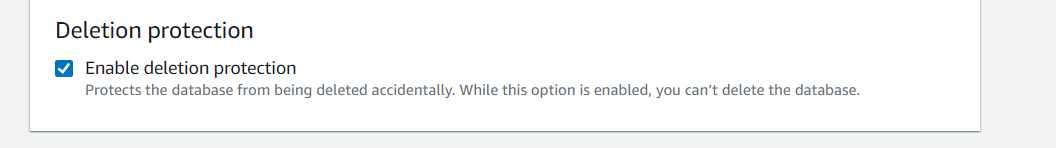 Deletion protection
Enable deletion protection
Protects the database from being deleted accidentally. While this option is enabled, you can’t delete the database.